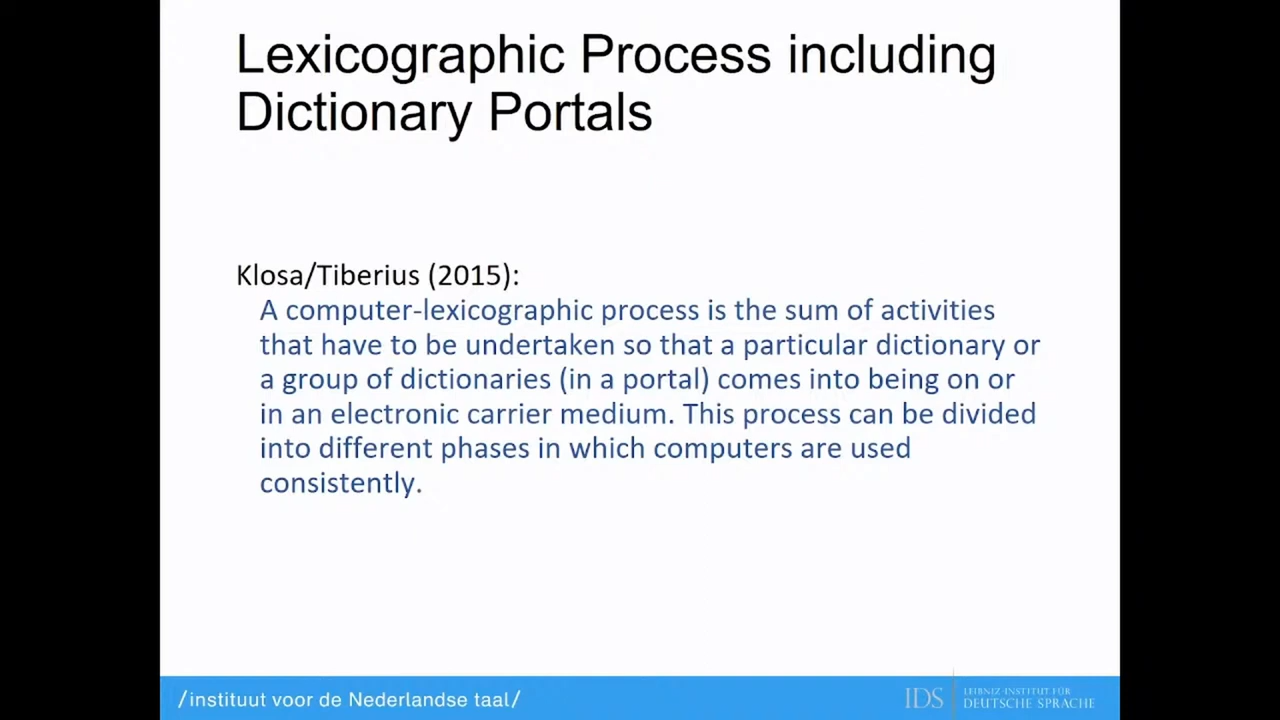 Lexicographic Process including
Dictionary Portals
Klosa/Tiberius (2015):
A computer-lexicographic process is the sum of activities
that have to be undertaken so that a particular dictionary or
a group of dictionaries (in a portal) comes into being on or
in an electronic carrier medium. This process can be divided
into different phases in which computers are used
consistently.
/instituut voor de Nederlandse taal/
IDS
LEIBNIZ-INSTITUT FÜR
DEUTSCHE SPRACHE